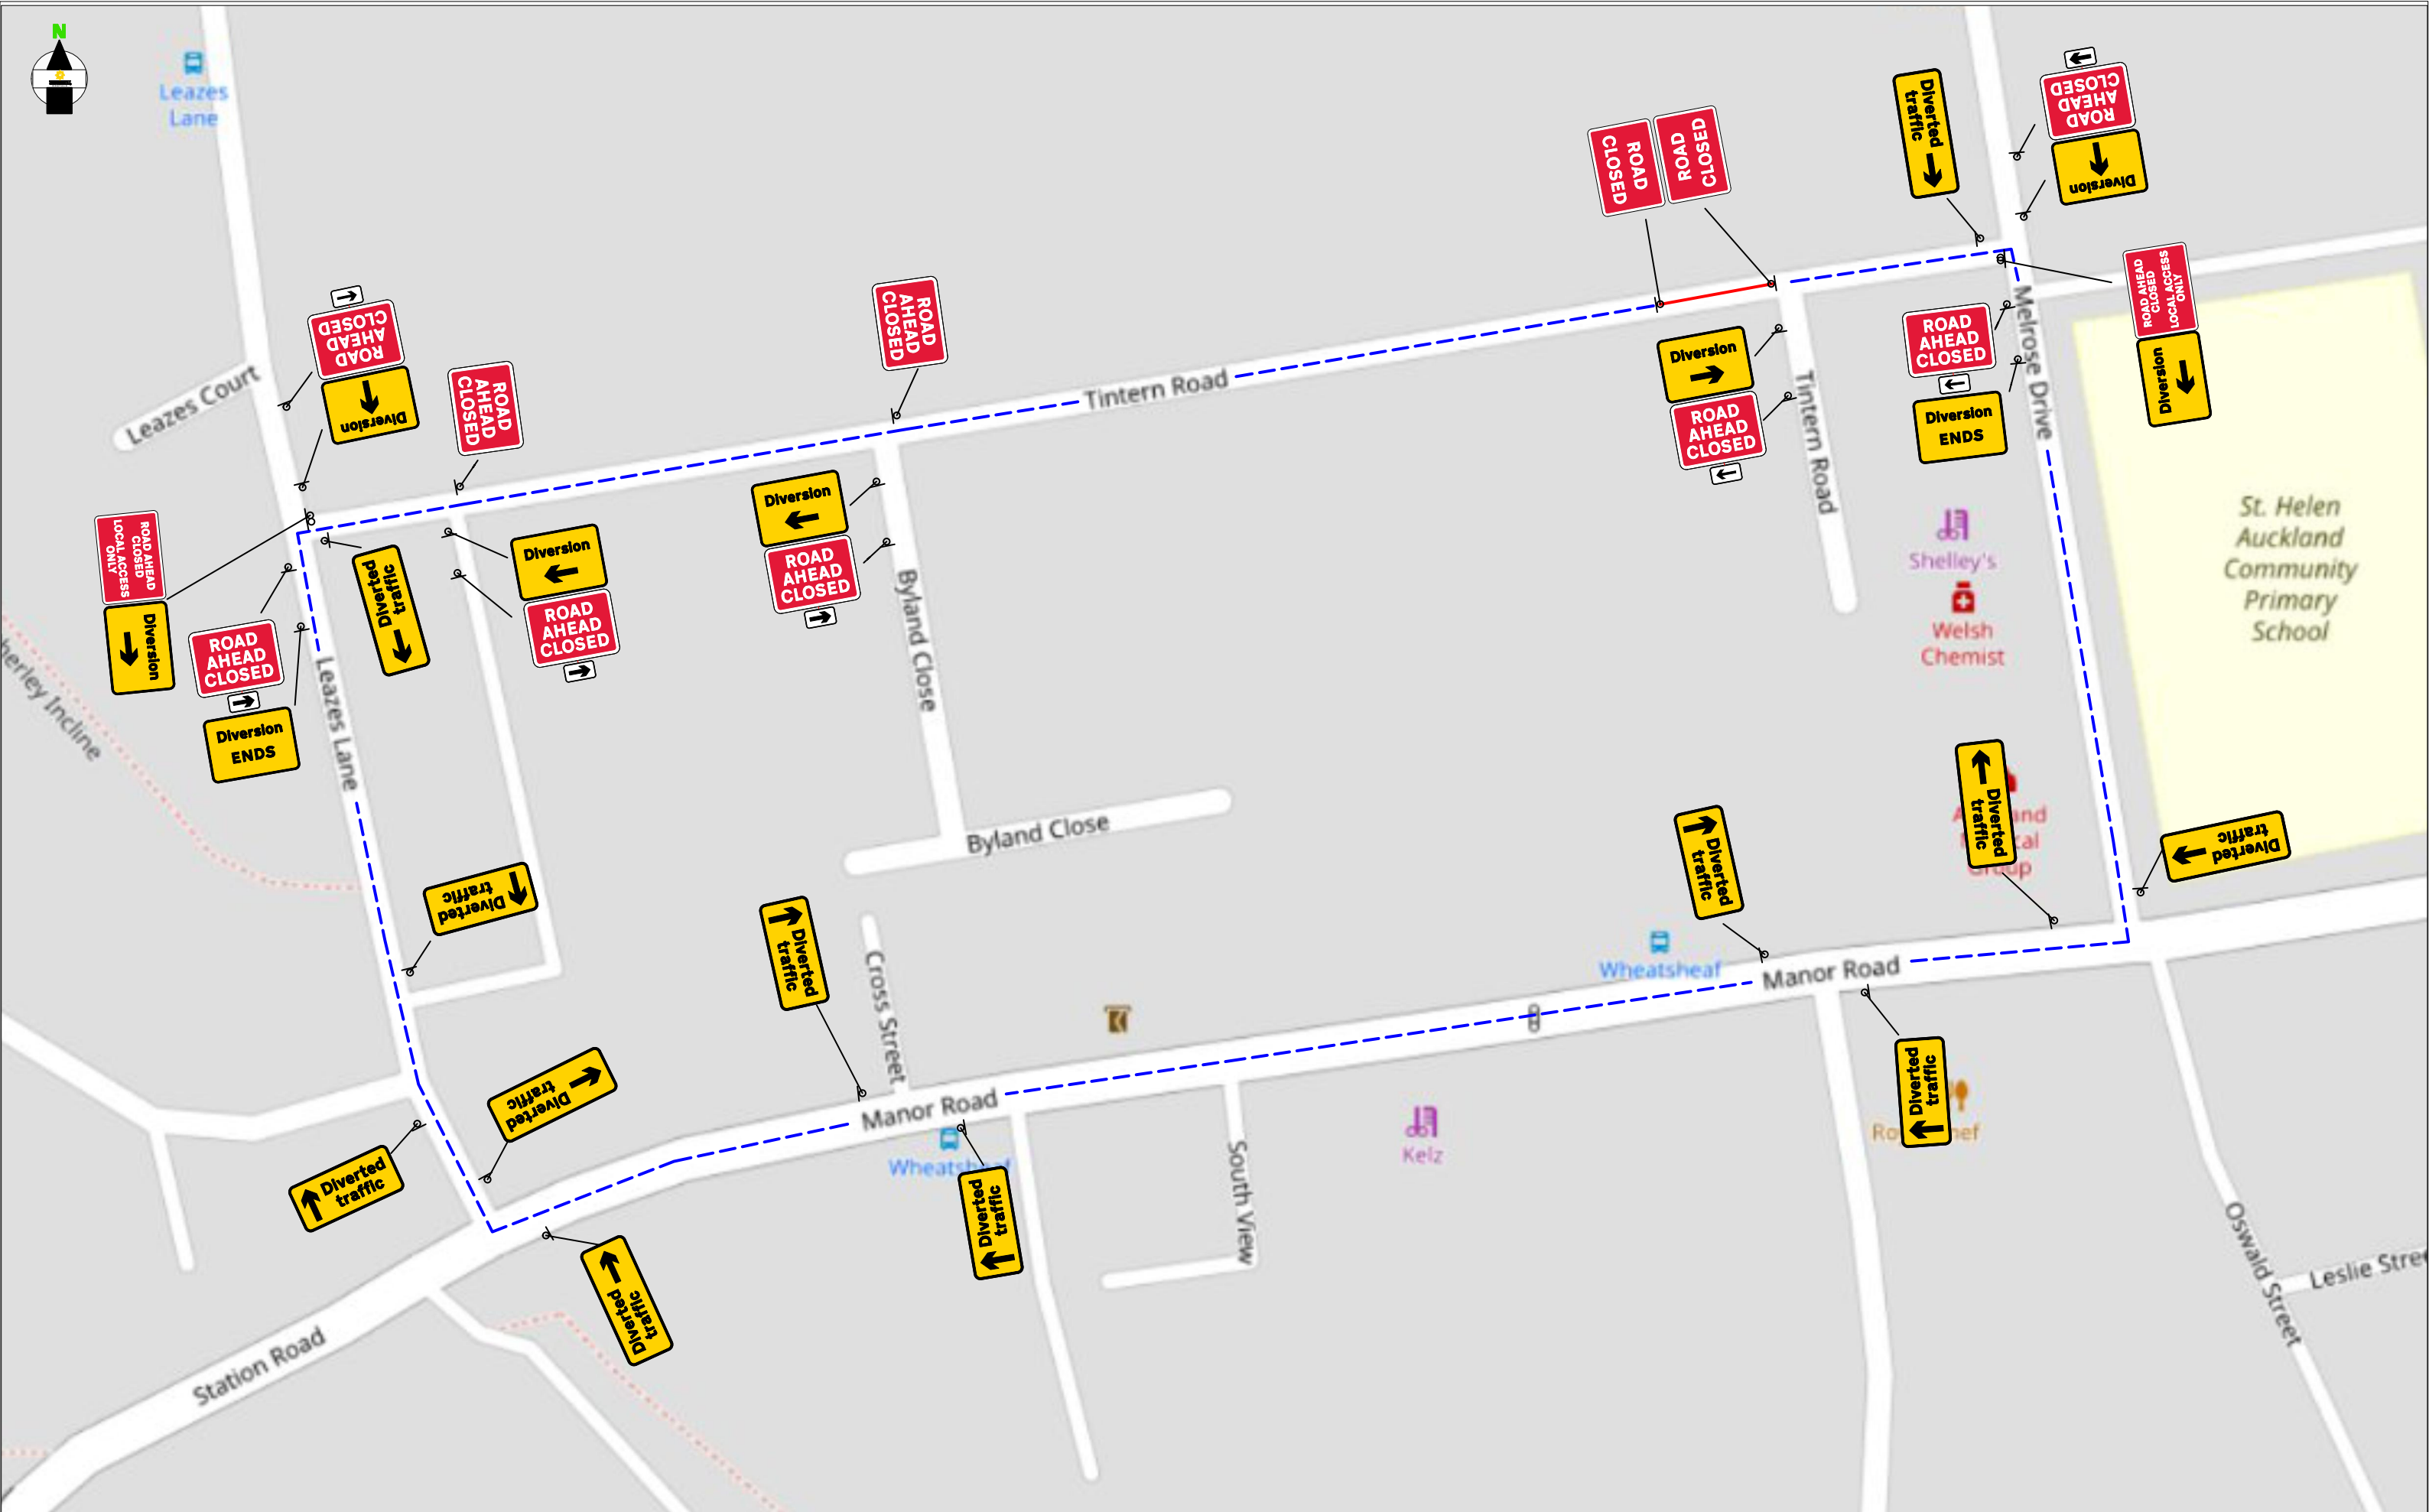 N
Leazes
Lane
Diverted
traffic
ROAD
AHEAD
CLOSED
Diversion
ROAD
CLOSED
ROAD
CLOSED
ROAD AHEAD
CLOSED
LOCAL ACCESS
ONLY
Diversion
ROAD
AHEAD
CLOSED
Diversion
ENDS
Melrose Drive
ROAD
AHEAD
CLOSED
Diversion
Leazes Court
ROAD
AHEAD
CLOSED
ROAD
AHEAD
CLOSED
Tintern Road
Diversion
ROAD
AHEAD
CLOSED
Tintern Road
Diversion
ROAD
AHEAD
CLOSED
Byland Close
Diversion
ROAD
AHEAD
CLOSED
Diverted
traffic
ROAD AHEAD
CLOSED
LOCAL ACCESS
ONLY
Diversion
ROAD
AHEAD
CLOSED
Diversion
ENDS
Leazes Lane
Incline
St. Helen
Auckland
Community
Primary
School
Shelley's
Welsh
Chemist
Byland Close
Diverted
traffic
Diverted
traffic
Cross Street
Diverted
traffic
Diverted
traffic
Group
Diverted
traffic
Wheatsheaf
Manor Road
Diverted
traffic
Diverted
traffic
Manor Road
Wheatsheaf
Diverted
traffic
Diverted
traffic
South View
Kelz
Diverted
traffic
Oswald Street
Leslie
Station Road